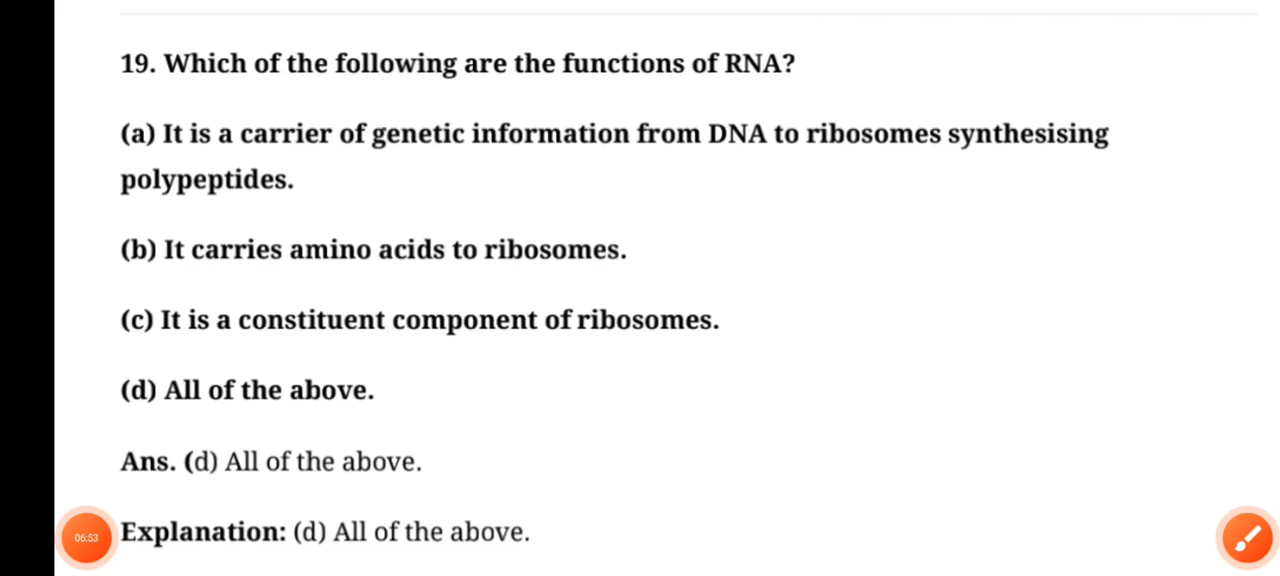 19. Which of the following are the functions of RNA?
(a) It is a carrier of genetic information from DNA to ribosomes synthesising
polypeptides.
(b) It carries amino acids to ribosomes.
(c) It is a constituent component of ribosomes.
(d) All of the above.
Ans. (d) All of the above.
06:53
Explanation: (d) All of the above.